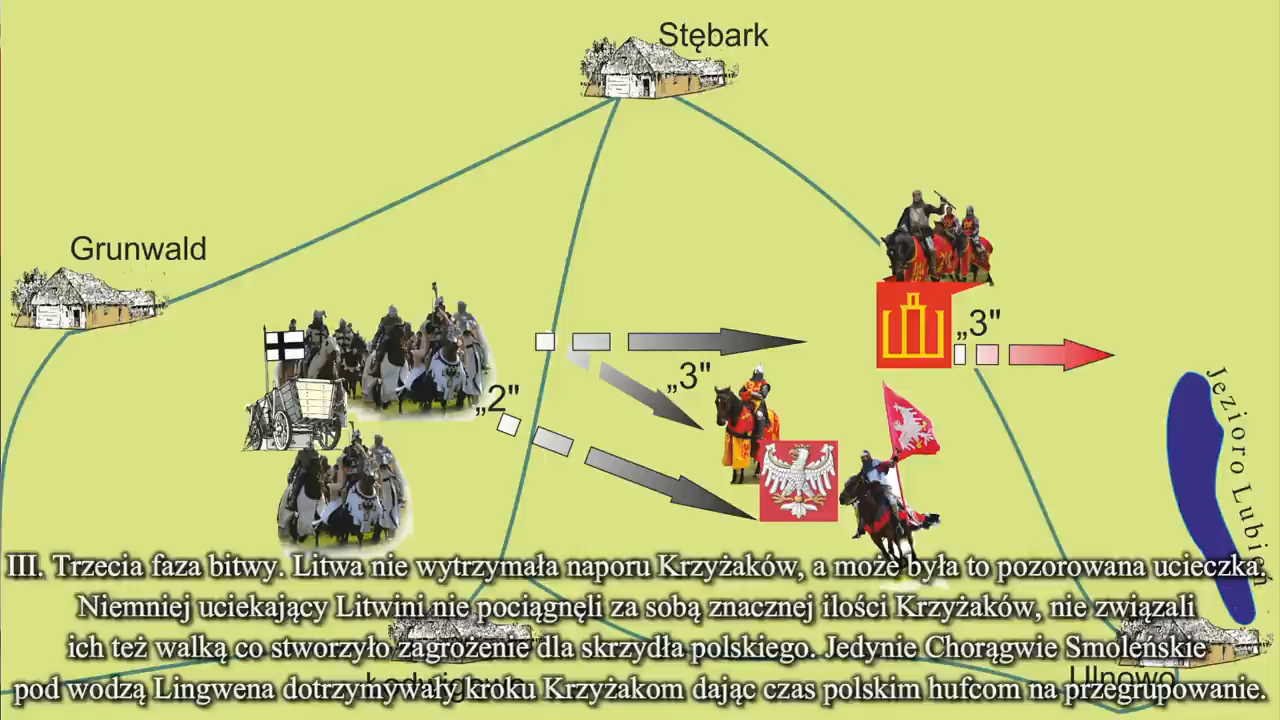 Stębark
Grunwald
„3"
„3"
„2"
Jezioro Lubień
III. Trzecia faza bitwy. Litwa nie wytrzymała naporu Krzyżaków, a może była to pozorowana ucieczka.
Niemniej uciekający Litwini nie pociągnęli za sobą znacznej ilości Krzyżaków, nie związali
ich też walką co stworzyło zagrożenie dla skrzydła polskiego. Jedynie Chorągwie Smoleńskie
Ulnowo
pod wodzą Lingwena dotrzymywały kroku Krzyżakom dając czas polskim hufcom na przegrupowanie.